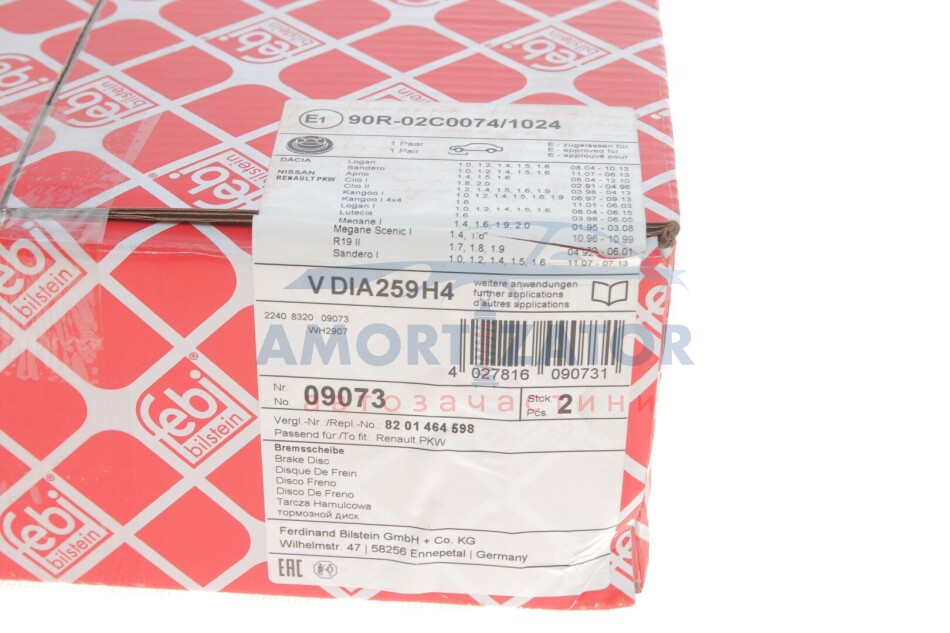 febi
bilstein
E1 90R-02C0074/1024
1 Paar
1 Pair
E - zugelassen für
E - approved for
E - approuvé pour
DACIA
NISSAN
RENAULT PKW
Logan 1.0, 1.2, 1.4, 1.5, 1.6 08.04 - 10.13
Sandero 1.0, 1.2, 1.4, 1.5, 1.6 11.07 - 06.13
Aprio 1.4, 1.5, 1.6 08.04 - 12.10
Clio I 1.8, 2.0 02.91 - 04.96
Clio II 1.2, 1.4, 1.5, 1.6, 1.9 03.98 - 04.13
Kangoo I 1.0, 1.2, 1.4, 1.5, 1.6, 1.9 06.97 - 09.13
Kangoo I 4x4 1.6 11.01 - 06.03
Logan I 1.0, 1.2, 1.4, 1.5, 1.6 08.04 - 06.15
Lutecia 1.6 03.98 - 06.05
Megane I 1.4, 1.6, 1.9, 2.0 01.95 - 03.08
Megane Scenic I 1.4, 1.6 10.96 - 10.99
R19 II 1.7, 1.8, 1.9 06.01
Sandero I 1.0, 1.2, 1.4, 1.5, 1.6 11.07 - 07.13
V DIA259H4
weitere anwendungen
further applications
d'autres applications
2240 8320 09073
WH2907
AMORTIZATOR
4 027816 090731
Nr.
No. 09073
Stck.
Pcs. 2
автозачастини
Vergl.-Nr. /Repl.-No.: 82 01 464 598
Passend für:/To fit: Renault PKW
Bremsscheibe
Brake Disc
Disque De Frein
Disco Freno
Disco De Freno
Tarcza Hamulcowa
тормозной диск
Ferdinand Bilstein GmbH + Co. KG
Wilhelmstr. 47 | 58256 Ennepetal | Germany
EAC